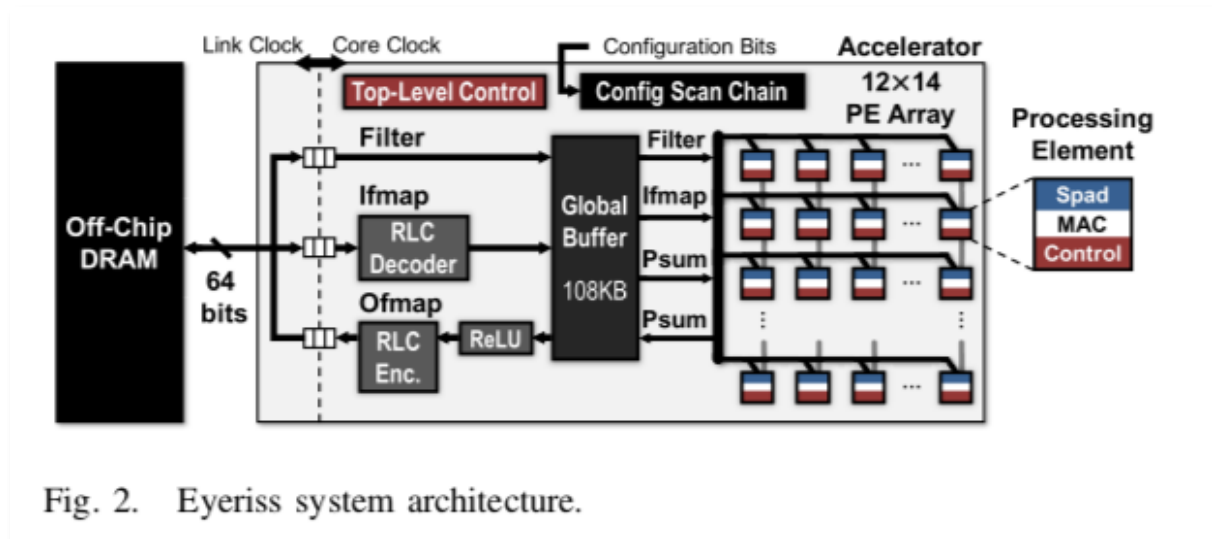 Link Clock Core Clock
Configuration Bits
Accelerator
12×14
PE Array
Top-Level Control
Config Scan Chain
Processing
Element
Spad
MAC
Control
Off-Chip
DRAM
64
bits
Filter
Ifmap
RLC
Decoder
Ofmap
RLC
Enc.
ReLU
Global
Buffer
108KB
Filter
Ifmap
Psum
Psum
...
...
...
...
Fig. 2. Eyeriss system architecture.